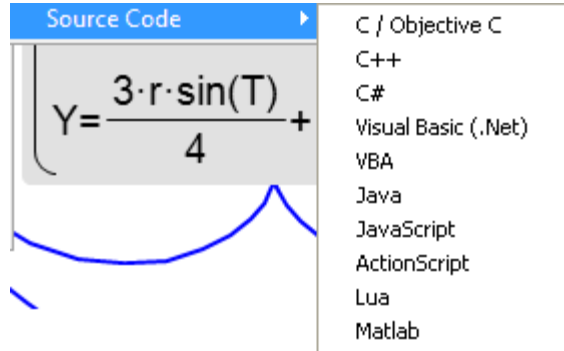 Source Code
Y=3·r·sin(T)/4+
C / Objective C
C++
C#
Visual Basic (.Net)
VBA
Java
JavaScript
ActionScript
Lua
Matlab